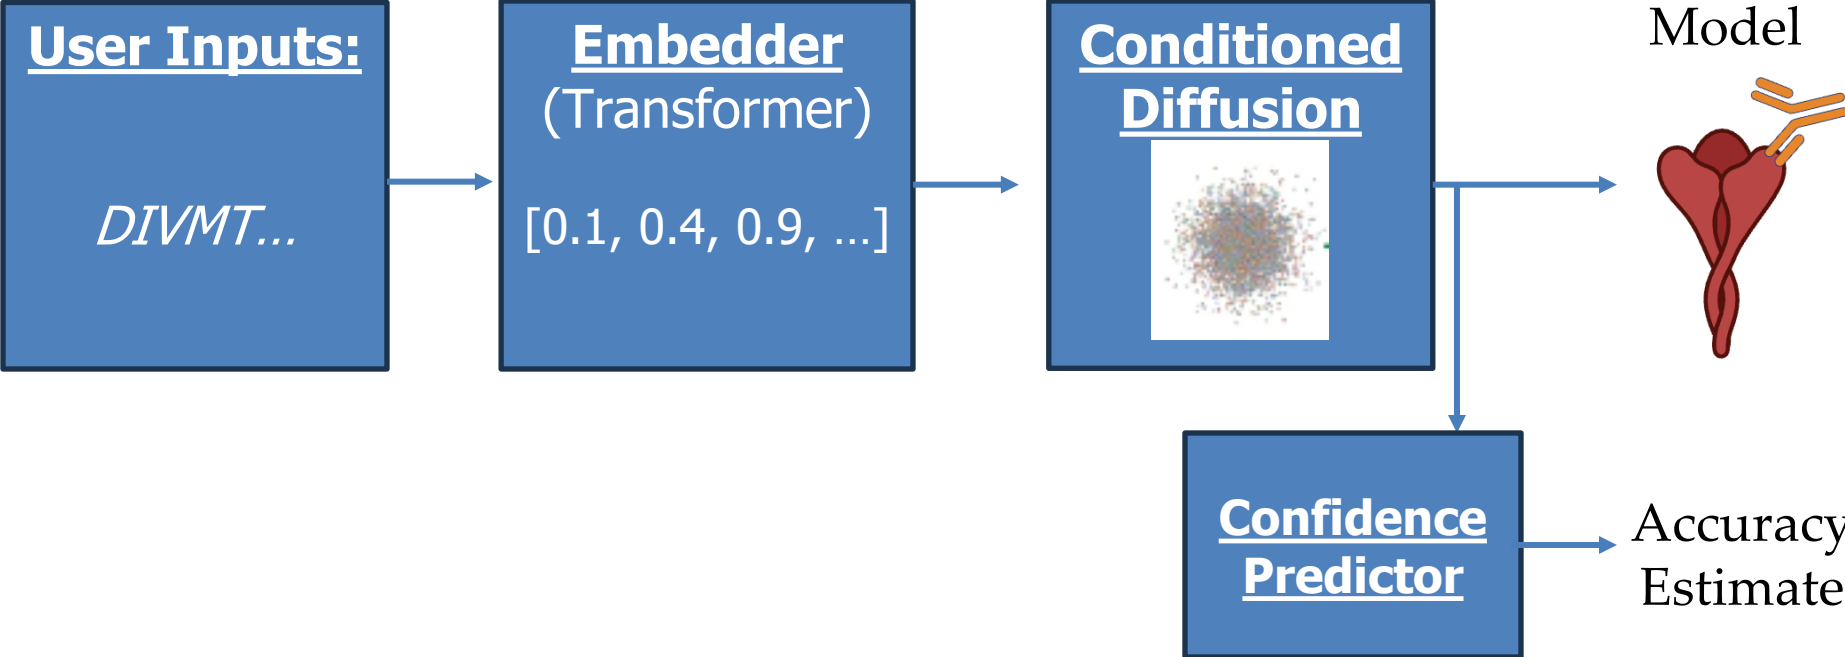 User Inputs:
DIVMT...
Embedder
(Transformer)
[0.1, 0.4, 0.9, ...]
Conditioned
Diffusion
Model
Confidence
Predictor
Accuracy
Estimate